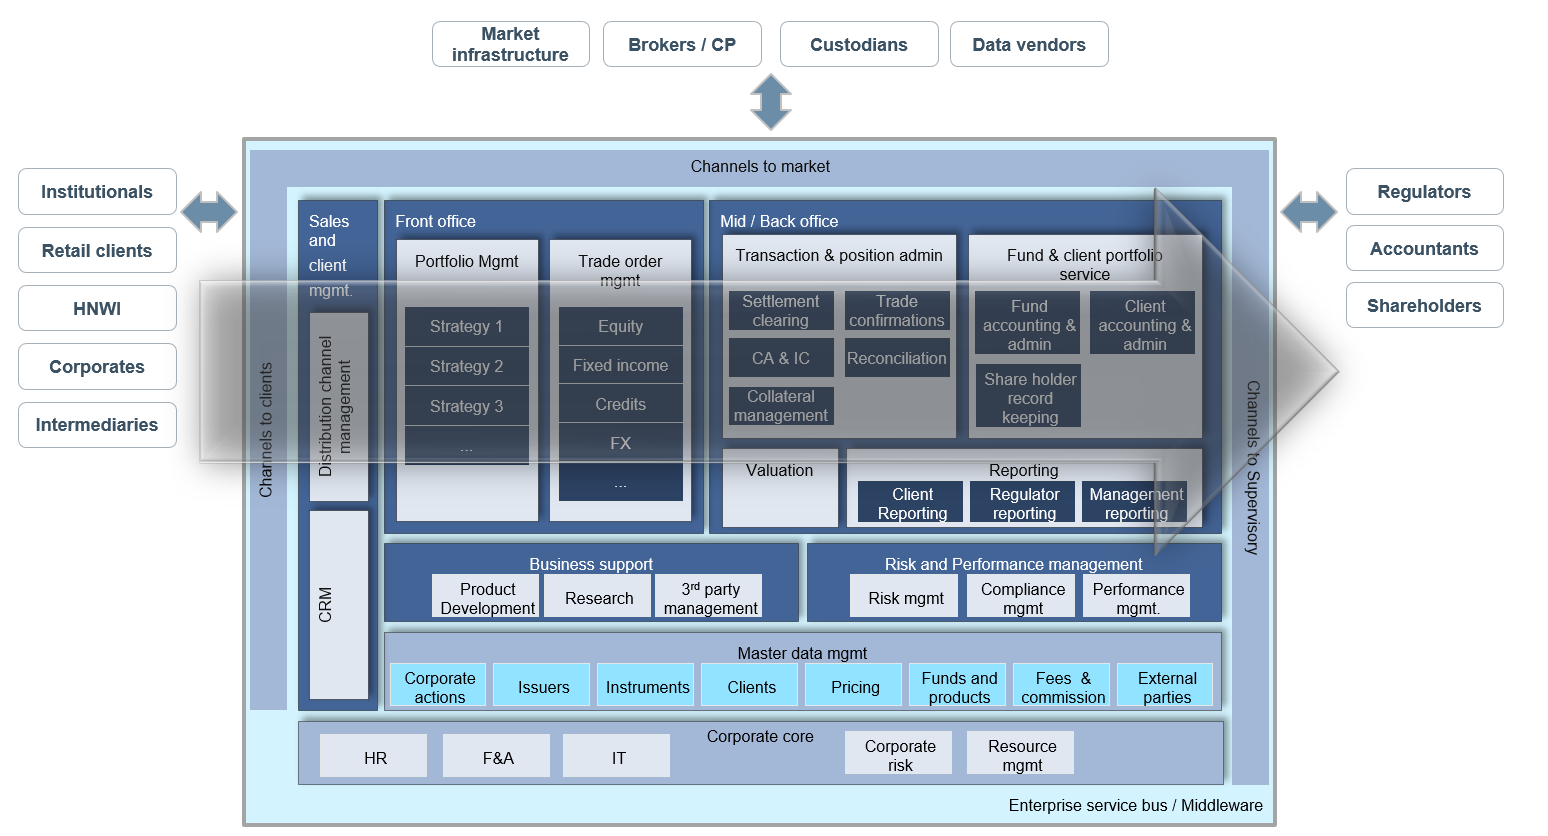 Market
infrastructure
Brokers / CP
Custodians
Data vendors
Institutionals
Retail clients
HNWI
Corporates
Intermediaries
Regulators
Accountants
Shareholders
Channels to market
Channels to clients
Channels to Supervisory
Sales
and
client
mgmt.
Distribution channel
management
CRM
Front office
Portfolio Mgmt
Strategy 1
Strategy 2
Strategy 3
...
Trade order
mgmt
Equity
Fixed income
Credits
FX
...
Mid / Back office
Transaction & position admin
Settlement
clearing
Trade
confirmations
CA & IC
Reconciliation
Collateral
management
Fund & client portfolio
service
Fund
accounting &
admin
Client
accounting &
admin
Share holder
record
keeping
Valuation
Reporting
Client
Reporting
Regulator
reporting
Management
reporting
Business support
Product
Development
Research
3rd party
management
Risk and Performance management
Risk mgmt
Compliance
mgmt
Performance
mgmt.
Master data mgmt
Corporate
actions
Issuers
Instruments
Clients
Pricing
Funds and
products
Fees &
commission
External
parties
Corporate core
HR
F&A
IT
Corporate
risk
Resource
mgmt
Enterprise service bus / Middleware